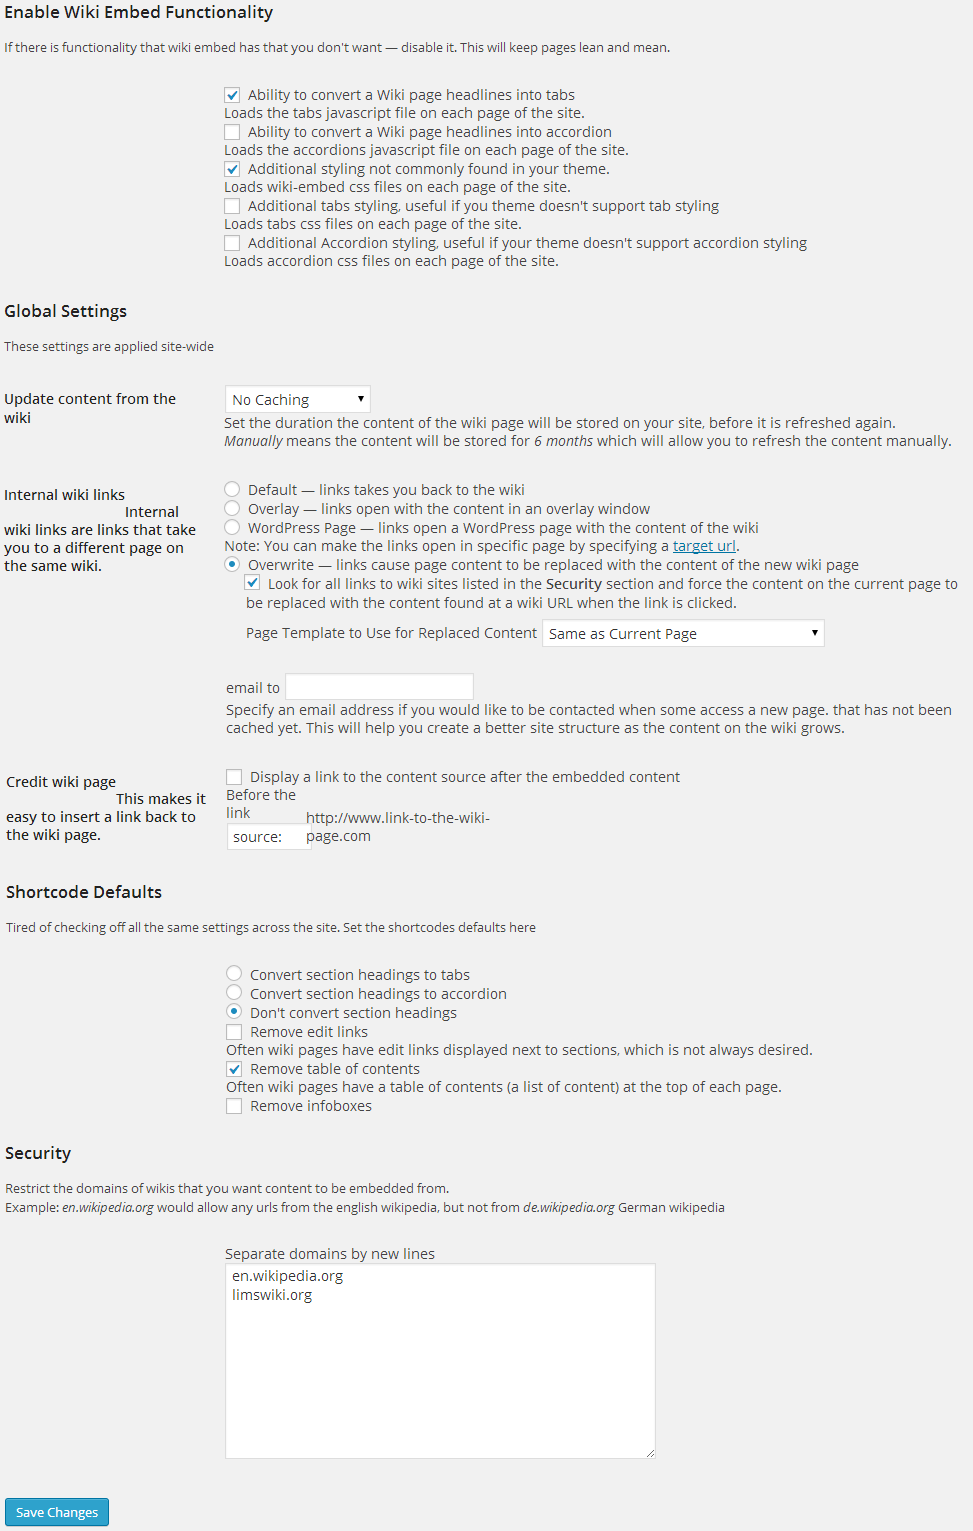 Enable Wiki Embed Functionality
If there is functionality that wiki embed has that you don't want — disable it. This will keep pages lean and mean.
Ability to convert a Wiki page headlines into tabs
Loads the tabs javascript file on each page of the site.
Ability to convert a Wiki page headlines into accordion
Loads the accordions javascript file on each page of the site.
Additional styling not commonly found in your theme.
Loads wiki-embed css files on each page of the site.
Additional tabs styling, useful if you theme doesn't support tab styling
Loads tabs css files on each page of the site.
Additional Accordion styling, useful if your theme doesn't support accordion styling
Loads accordion css files on each page of the site.
Global Settings
These settings are applied site-wide
Update content from the
wiki
No Caching
Set the duration the content of the wiki page will be stored on your site, before it is refreshed again.
Manually means the content will be stored for 6 months which will allow you to refresh the content manually.
Internal wiki links
Internal
wiki links are links that take
you to a different page on
the same wiki.
Default — links takes you back to the wiki
Overlay — links open with the content in an overlay window
WordPress Page — links open a WordPress page with the content of the wiki
Note: You can make the links open in specific page by specifying a target url.
Overwrite — links cause page content to be replaced with the content of the new wiki page
Look for all links to wiki sites listed in the Security section and force the content on the current page to
be replaced with the content found at a wiki URL when the link is clicked.
Page Template to Use for Replaced Content Same as Current Page
email to
Specify an email address if you would like to be contacted when some access a new page. that has not been
cached yet. This will help you create a better site structure as the content on the wiki grows.
Credit wiki page
This makes it
easy to insert a link back to
the wiki page.
Display a link to the content source after the embedded content
Before the
link
source:
http://www.link-to-the-wiki-
page.com
Shortcode Defaults
Tired of checking off all the same settings across the site. Set the shortcodes defaults here
Convert section headings to tabs
Convert section headings to accordion
Don't convert section headings
Remove edit links
Often wiki pages have edit links displayed next to sections, which is not always desired.
Remove table of contents
Often wiki pages have a table of contents (a list of content) at the top of each page.
Remove infoboxes
Security
Restrict the domains of wikis that you want content to be embedded from.
Example: en.wikipedia.org would allow any urls from the english wikipedia, but not from de.wikipedia.org German wikipedia
Separate domains by new lines
en.wikipedia.org
limswiki.org
Save Changes